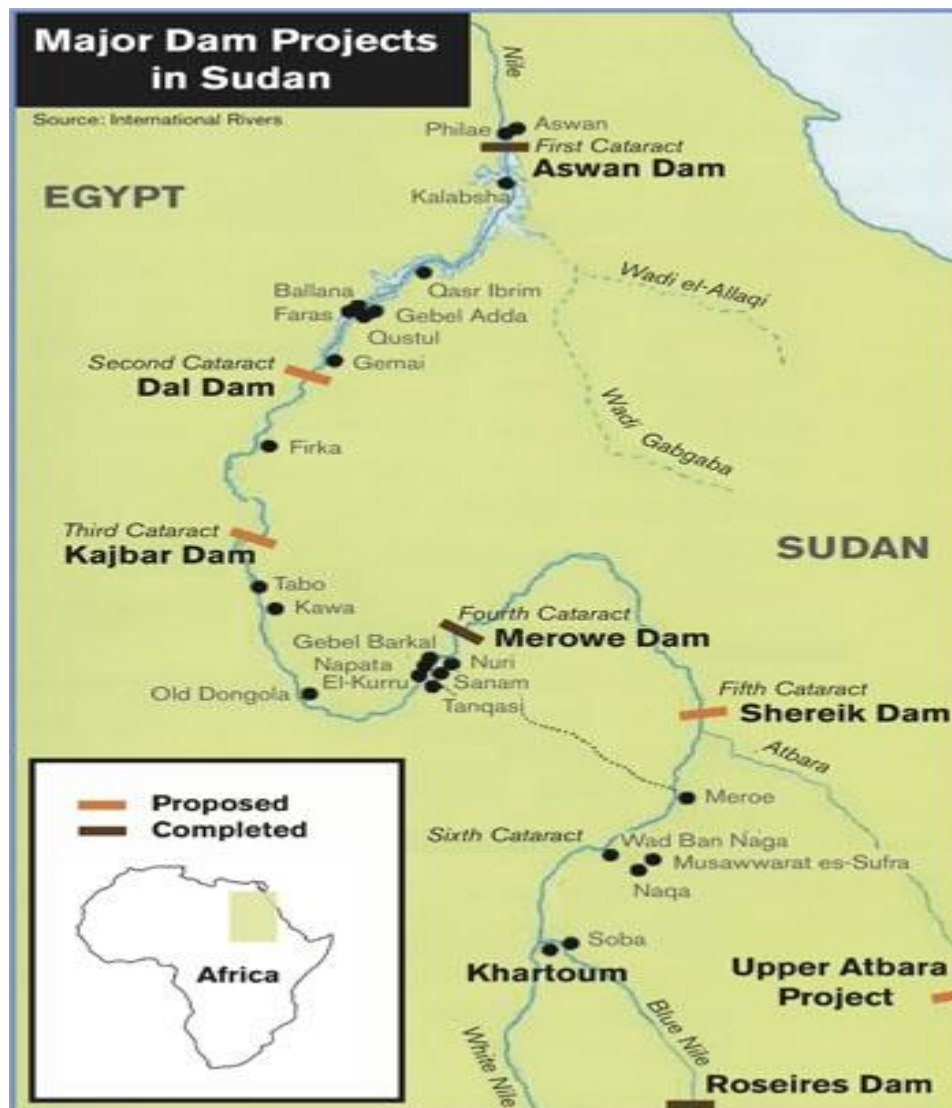 Major Dam Projects
in Sudan
Source: International Rivers
Nile
Philae
Aswan
First Cataract
Aswan Dam
EGYPT
Kalabsha
Wadi el-Allaqi
Qasr Ibrim
Ballana
Faras
Gebel Adda
Qustul
Second Cataract
Gemai
Dal Dam
Wadi Gabgaba
Firka
Third Cataract
Kajbar Dam
SUDAN
Tabo
Kawa
Fourth Cataract
Merowe Dam
Gebel Barkal
Napata
Nuri
El-Kurru
Sanam
Old Dongola
Tanqasi
Fifth Cataract
Shereik Dam
Atbara
Meroe
Sixth Cataract
Wad Ban Naga
Musawwarat es-Sufra
Naqa
Proposed
Completed
Africa
Soba
Khartoum
Upper Atbara
Project
White Nile
Blue Nile
Roseires Dam